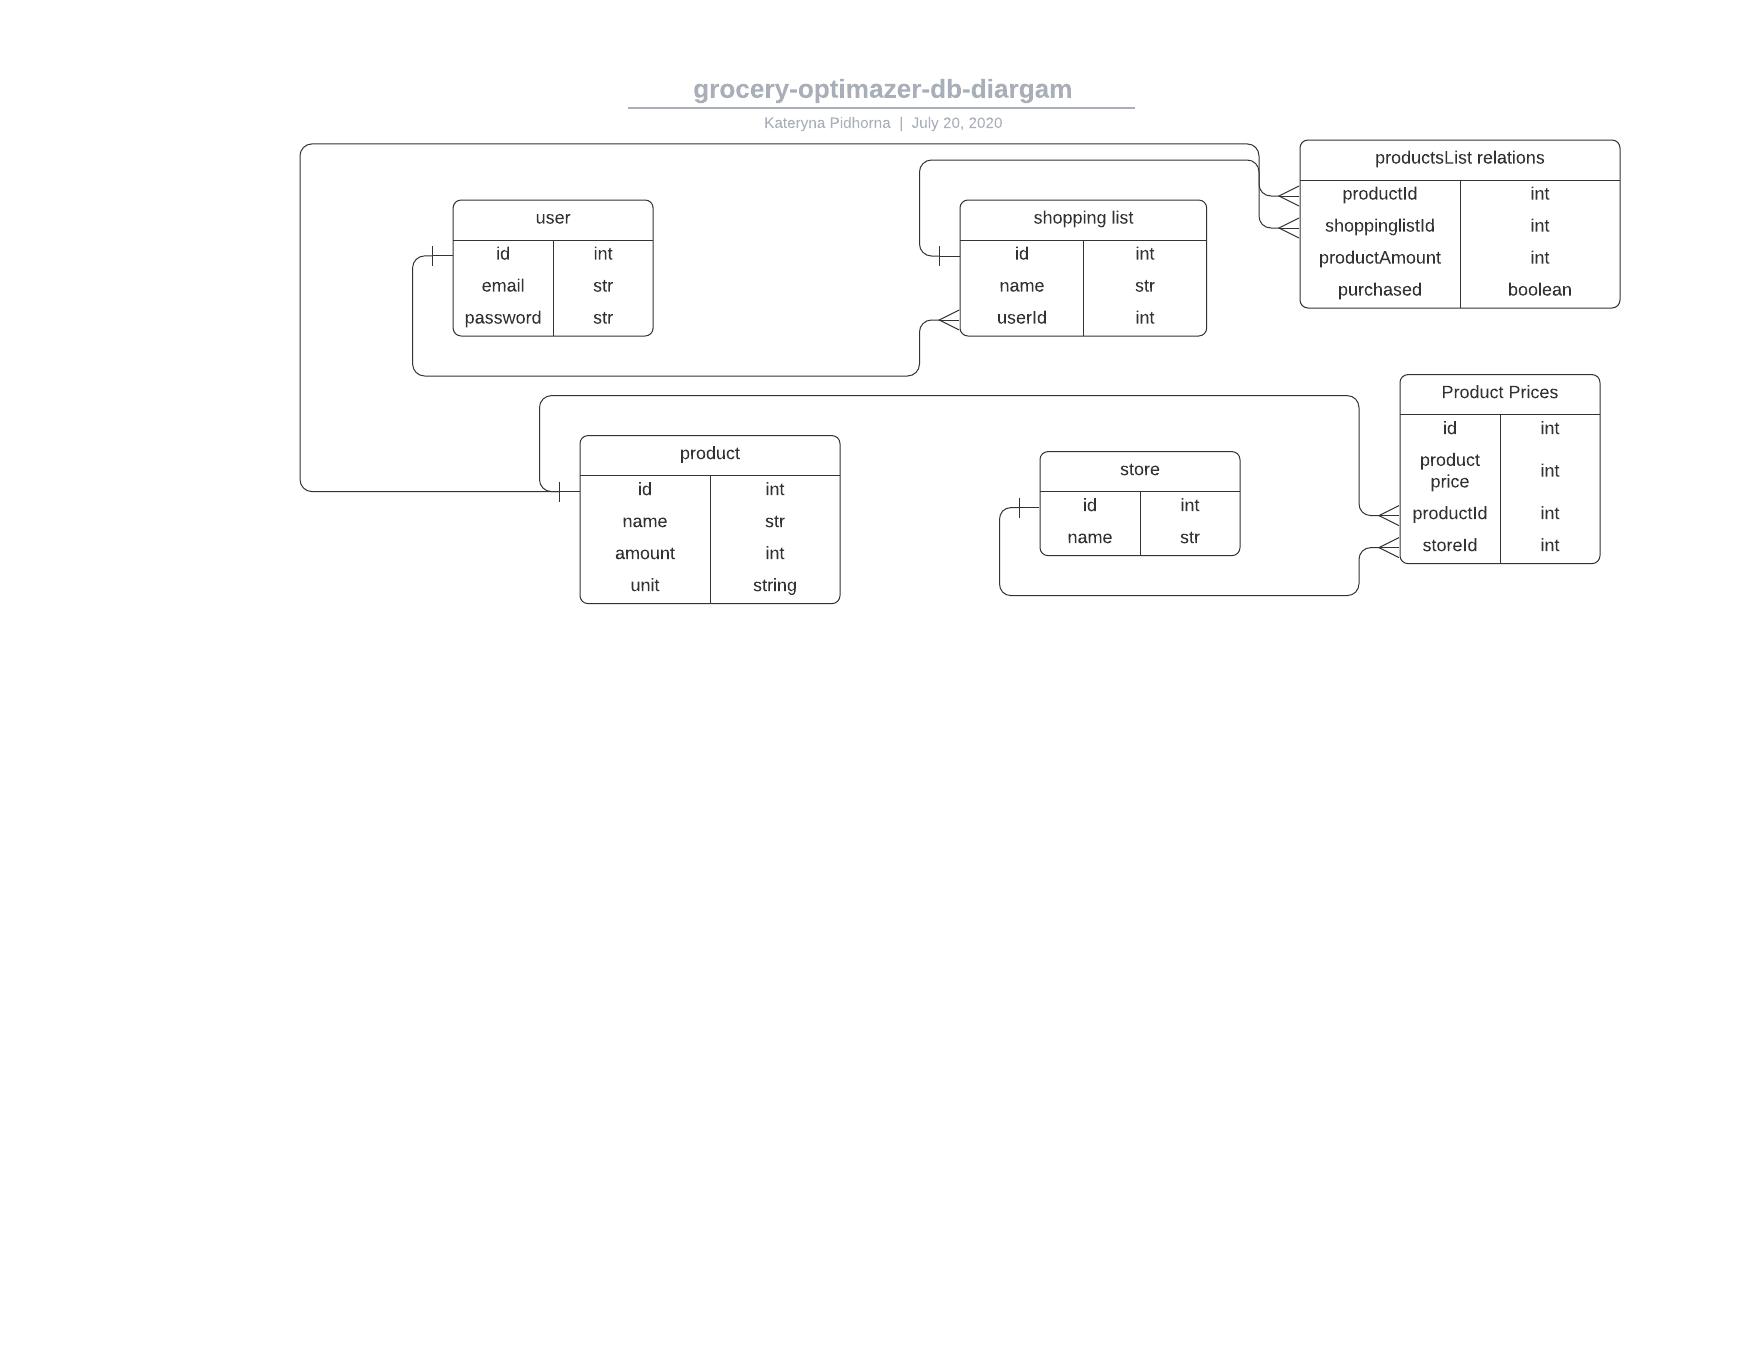 grocery-optimazer-db-diargam
Kateryna Pidhorna | July 20, 2020
productsList relations
productId int
shoppinglistId int
productAmount int
purchased boolean
user
id int
email str
password str
shopping list
id int
name str
userId int
Product Prices
id int
product
price int
productId int
storeId int
product
id int
name str
amount int
unit string
store
id int
name str